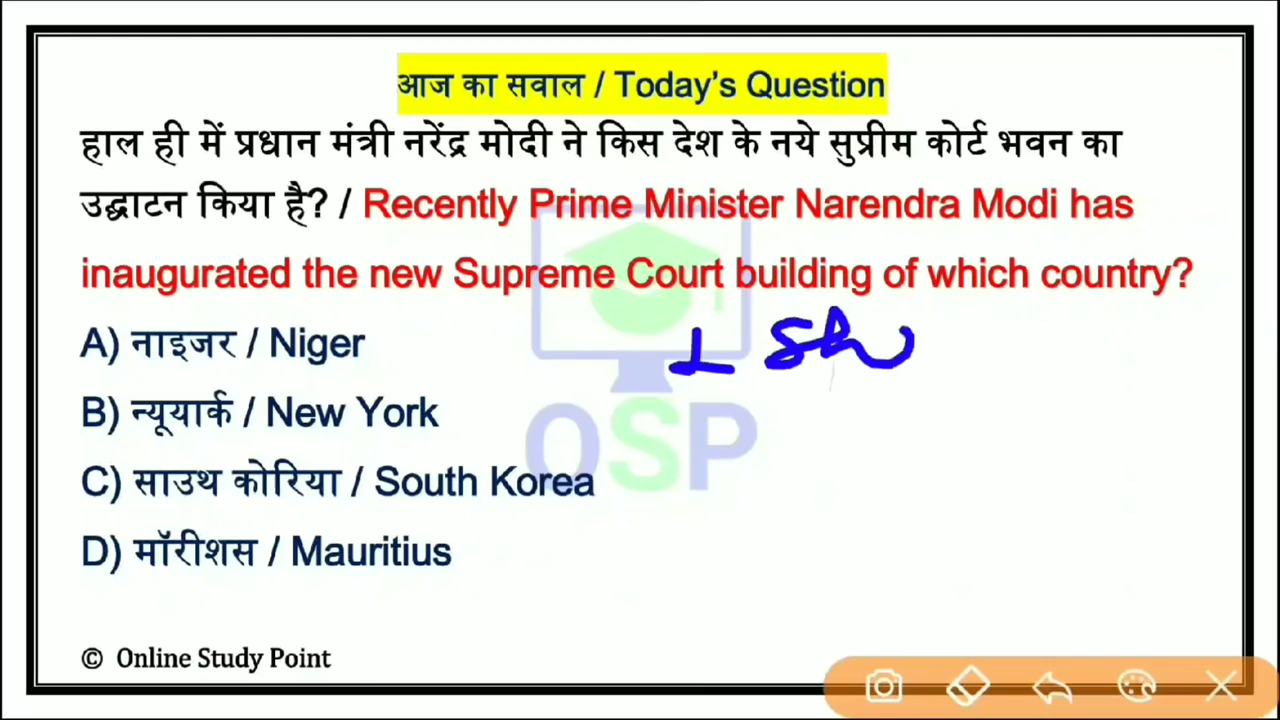 आज का सवाल / Today's Question
हाल ही में प्रधान मंत्री नरेंद्र मोदी ने किस देश के नये सुप्रीम कोर्ट भवन का
उद्घाटन किया है? / Recently Prime Minister Narendra Modi has
inaugurated the new Supreme Court building of which country?
A) नाइजर / Niger
B) न्यूयार्क / New York
C) साउथ कोरिया / South Korea
D) मॉरीशस / Mauritius
OSP
© Online Study Point